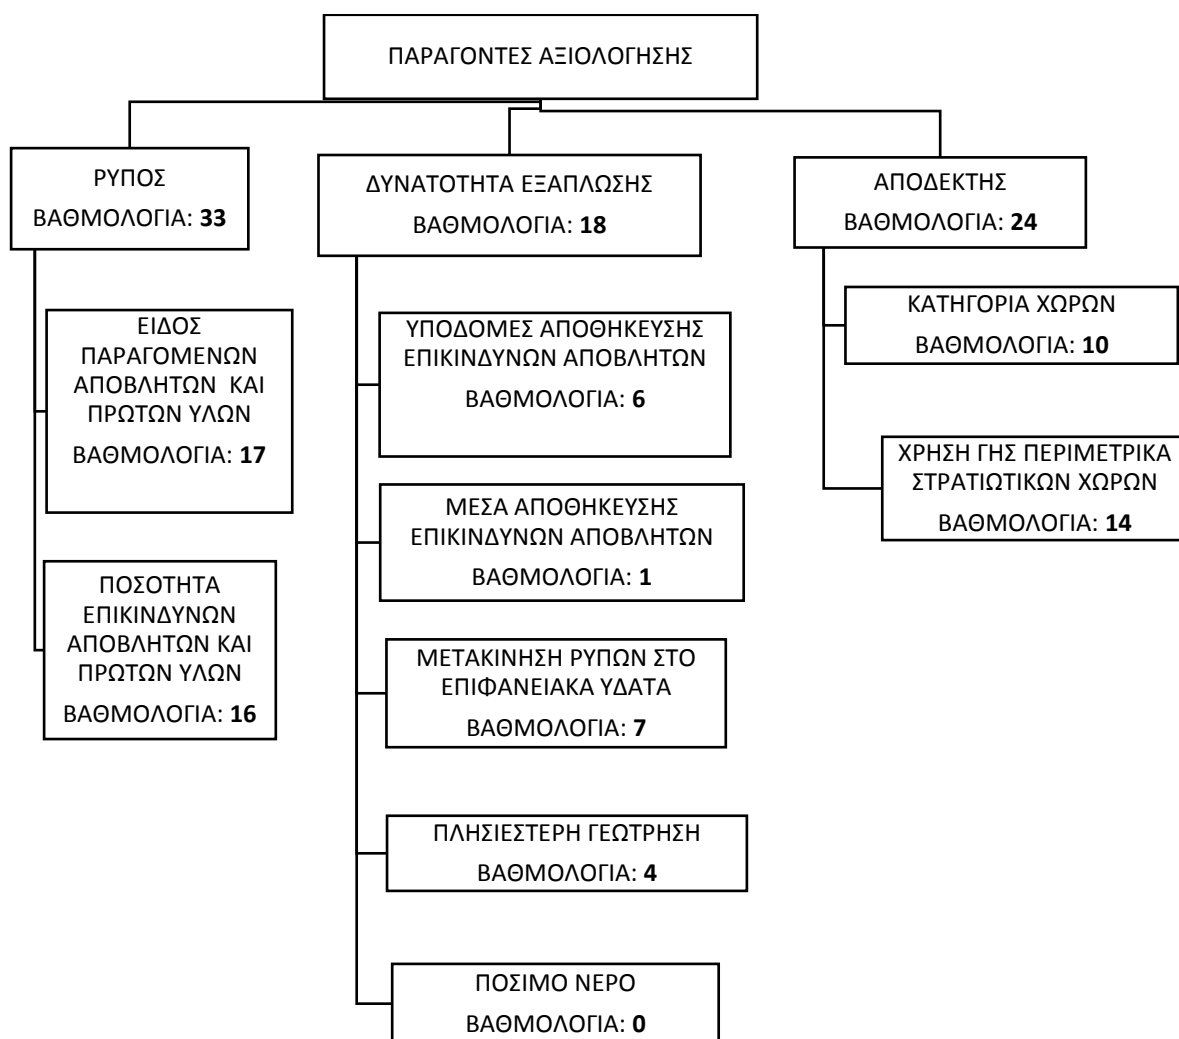 ΠΑΡΑΓΟΝΤΕΣ ΑΞΙΟΛΟΓΗΣΗΣ
ΡΥΠΟΣ
ΒΑΘΜΟΛΟΓΙΑ: 33
ΕΙΔΟΣ
ΠΑΡΑΓΟΜΕΝΩΝ
ΑΠΟΒΛΗΤΩΝ ΚΑΙ
ΠΡΩΤΩΝ ΥΛΩΝ
ΒΑΘΜΟΛΟΓΙΑ: 17
ΠΟΣΟΤΗΤΑ
ΕΠΙΚΙΝΔΥΝΩΝ
ΑΠΟΒΛΗΤΩΝ ΚΑΙ
ΠΡΩΤΩΝ ΥΛΩΝ
ΒΑΘΜΟΛΟΓΙΑ: 16
ΔΥΝΑΤΟΤΗΤΑ ΕΞΑΠΛΩΣΗΣ
ΒΑΘΜΟΛΟΓΙΑ: 18
ΥΠΟΔΟΜΕΣ ΑΠΟΘΗΚΕΥΣΗΣ
ΕΠΙΚΙΝΔΥΝΩΝ ΑΠΟΒΛΗΤΩΝ
ΒΑΘΜΟΛΟΓΙΑ: 6
ΜΕΣΑ ΑΠΟΘΗΚΕΥΣΗΣ
ΕΠΙΚΙΝΔΥΝΩΝ ΑΠΟΒΛΗΤΩΝ
ΒΑΘΜΟΛΟΓΙΑ: 1
ΜΕΤΑΚΙΝΗΣΗ ΡΥΠΩΝ ΣΤΟ
ΕΠΙΦΑΝΕΙΑΚΑ ΥΔΑΤΑ
ΒΑΘΜΟΛΟΓΙΑ: 7
ΠΛΗΣΙΕΣΤΕΡΗ ΓΕΩΤΡΗΣΗ
ΒΑΘΜΟΛΟΓΙΑ: 4
ΠΟΣΙΜΟ ΝΕΡΟ
ΒΑΘΜΟΛΟΓΙΑ: 0
ΑΠΟΔΕΚΤΗΣ
ΒΑΘΜΟΛΟΓΙΑ: 24
ΚΑΤΗΓΟΡΙΑ ΧΩΡΩΝ
ΒΑΘΜΟΛΟΓΙΑ: 10
ΧΡΗΣΗ ΓΗΣ ΠΕΡΙΜΕΤΡΙΚΑ
ΣΤΡΑΤΙΩΤΙΚΩΝ ΧΩΡΩΝ
ΒΑΘΜΟΛΟΓΙΑ: 14